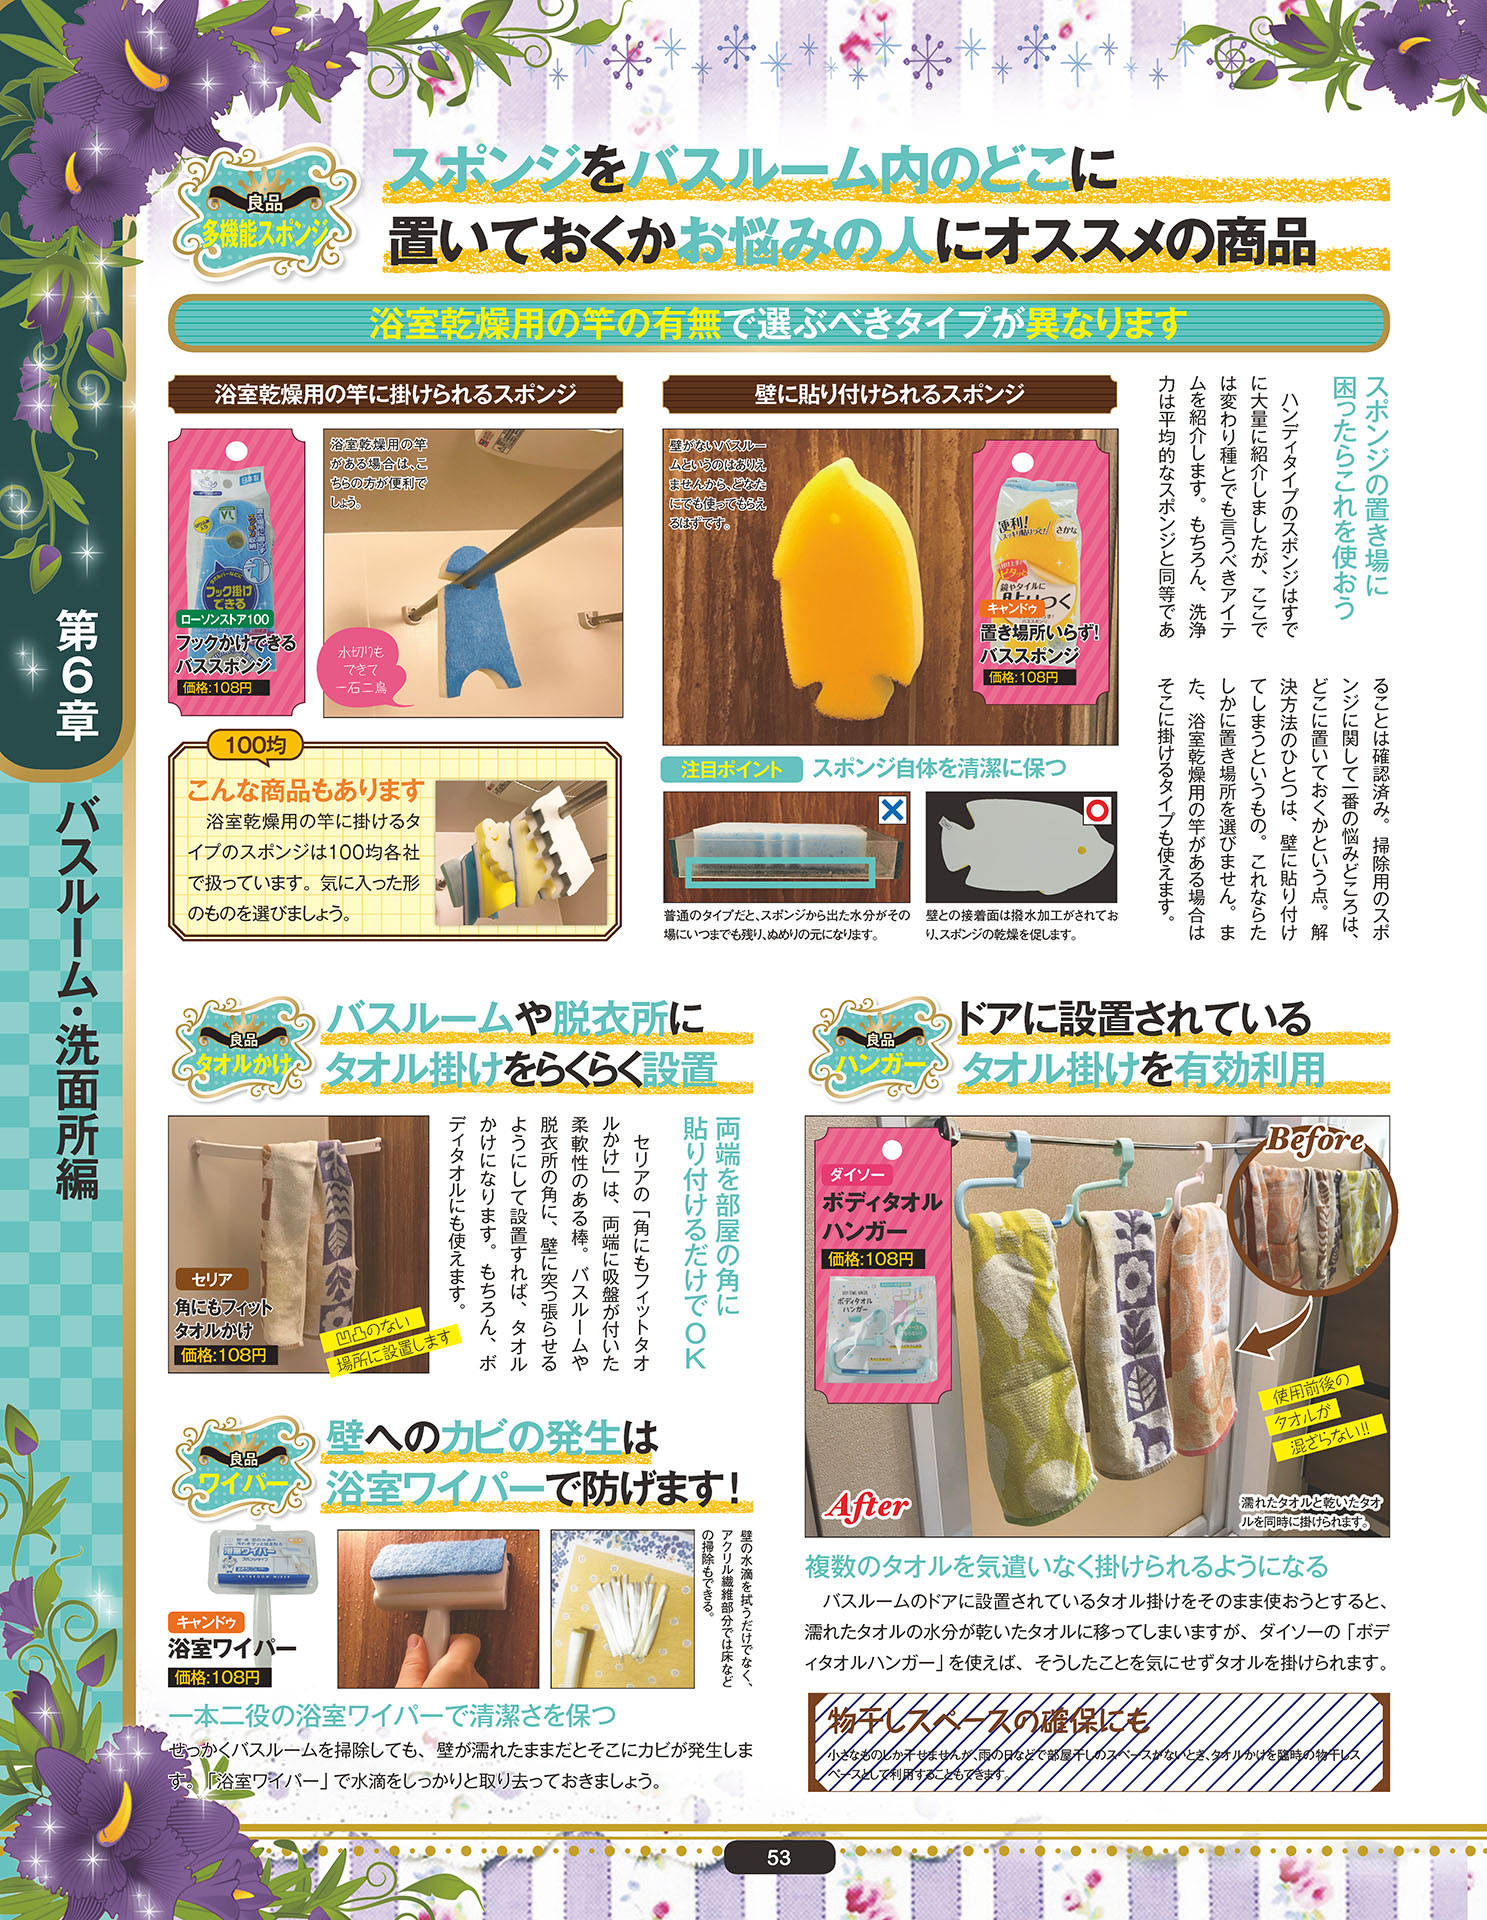 第6章
バスルーム・洗面所編
良品
多機能スポンジ
スポンジをバスルーム内のどこに
置いておくかお悩みの人にオススメの商品
浴室乾燥用の竿の有無で選ぶべきタイプが異なります
浴室乾燥用の竿に掛けられるスポンジ
日本製
フック掛け
できる
ローソンストア100
フックかけできる
バススポンジ
価格:108円
浴室乾燥用の竿
がある場合は、こ
ちらの方が便利で
しょう。
水切りも
できて
一石二鳥
100均
こんな商品もあります
浴室乾燥用の竿に掛けるタ
イプのスポンジは100均各社
で扱っています。気に入った形
のものを選びましょう。
壁に貼り付けられるスポンジ
壁がないバスルー
ムというのはありえ
ませんから、どなた
にでも使ってもらえ
るはずです。
便利!
さかな
ピタッ
鏡やタイルに
貼りつく
キャンドゥ
置き場所いらず!
バススポンジ
価格:108円
注目ポイント
スポンジ自体を清潔に保つ
普通のタイプだと、スポンジから出た水分がその
場にいつまでも残り、ぬめりの元になります。
壁との接着面は撥水加工がされてお
り、スポンジの乾燥を促します。
スポンジの置き場に
困ったらこれを使おう
ハンディタイプのスポンジはすで
に大量に紹介しましたが、ここで
は変わり種とでも言うべきアイテ
ムを紹介します。もちろん、洗浄
力は平均的なスポンジと同等であ
ることは確認済み。掃除用のスポ
ンジに関して一番の悩みどころは、
どこに置いておくかという点。解
決方法のひとつは、壁に貼り付け
てしまうというもの。これならた
しかに置き場所を選びません。ま
た、浴室乾燥用の竿がある場合は
そこに掛けるタイプも使えます。
良品
タオルかけ
バスルームや脱衣所に
タオル掛けをらくらく設置
セリア
角にもフィット
タオルかけ
価格:108円
凹凸のない
場所に設置します
両端を部屋の角に
貼り付けるだけでOK
セリアの「角にもフィットタオ
ルかけ」は、両端に吸盤が付いた
柔軟性のある棒。バスルームや
脱衣所の角に、壁に突っ張らせる
ようにして設置すれば、タオル
かけになります。もちろん、ボ
ディタオルにも使えます。
良品
ワイパー
壁へのカビの発生は
浴室ワイパーで防げます!
浴室ワイパー
キャンドゥ
浴室ワイパー
価格:108円
壁の水滴を拭うだけでなく、
アクリル繊維部分では床など
の掃除もできる。
一本二役の浴室ワイパーで清潔さを保つ
せっかくバスルームを掃除しても、壁が濡れたままだとそこにカビが発生しま
す。「浴室ワイパー」で水滴をしっかりと取り去っておきましょう。
良品
ハンガー
ドアに設置されている
タオル掛けを有効利用
ダイソー
ボディタオル
ハンガー
価格:108円
ボディタオル
ハンガー
Before
使用前後の
タオルが
混ざらない!!
After
濡れたタオルと乾いたタオ
ルを同時に掛けられます。
複数のタオルを気遣いなく掛けられるようになる
バスルームのドアに設置されているタオル掛けをそのまま使おうとすると、
濡れたタオルの水分が乾いたタオルに移ってしまいますが、ダイソーの「ボデ
ィタオルハンガー」を使えば、そうしたことを気にせずタオルを掛けられます。
物干しスペースの確保にも
小さなものしか干せませんが、雨の日などで部屋干しのスペースがないとき、タオルかけを臨時の物干しス
ペースとして利用することもできます。
53